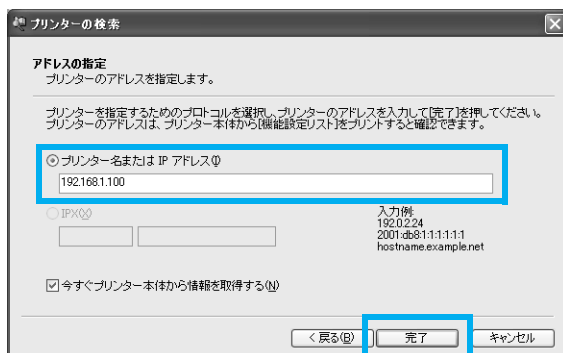 プリンターの検索
アドレスの指定
プリンターのアドレスを指定します。
プリンターを指定するためのプロトコルを選択し、プリンターのアドレスを入力して[完了]を押してください。
プリンターのアドレスは、プリンター本体から[機能設定リスト]をプリントすると確認できます。
プリンター名または IP アドレス(I)
192.168.1.100
IPX(X)
入力例:
192.0.2.24
2001:db8:1:1:1:1:1:1
hostname.example.net
今すぐプリンター本体から情報を取得する(N)
< 戻る(B)
完了
キャンセル